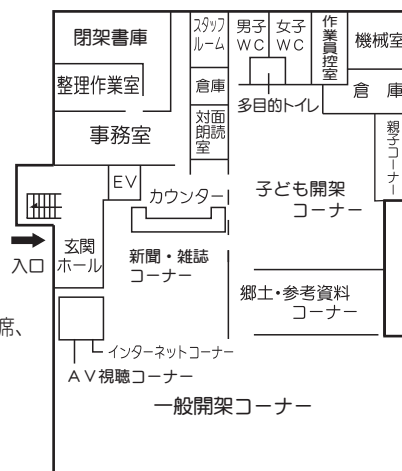 閉架書庫
スタッフ
ルーム
男子
WC
女子
WC
作業員控室
機械室
整理作業室
倉庫
倉庫
多目的トイレ
対面
朗読
室
事務室
親子コーナー
EV
カウンター
子ども開架
コーナー
入口
玄関
ホール
新聞・雑誌
コーナー
郷土・参考資料
コーナー
席、
インターネットコーナー
AV視聴コーナー
一般開架コーナー